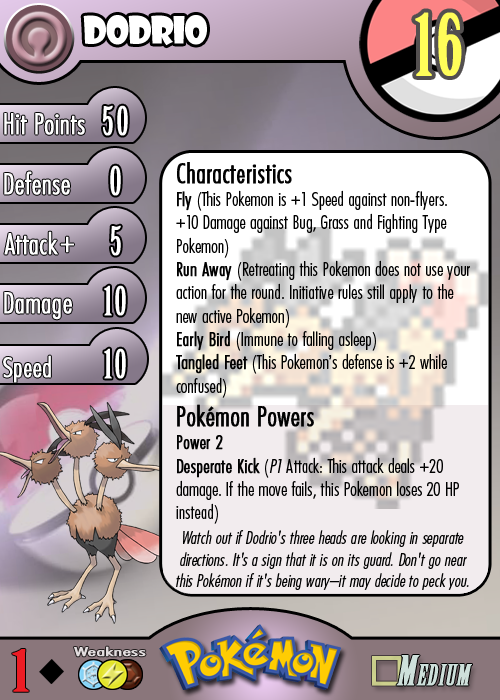 DODRIO
16
Hit Points 50
Defense 0
Attack+ 5
Damage 10
Speed 10
Characteristics
Fly (This Pokemon is +1 Speed against non-flyers.
+10 Damage against Bug, Grass and Fighting Type
Pokemon)
Run Away (Retreating this Pokemon does not use your
action for the round. Initiative rules still apply to the
new active Pokemon)
Early Bird (Immune to falling asleep)
Tangled Feet (This Pokemon's defense is +2 while
confused)
Pokémon Powers
Power 2
Desperate Kick (P1 Attack: This attack deals +20
damage. If the move fails, this Pokemon loses 20 HP
instead)
Watch out if Dodrio's three heads are looking in separate
directions. It's a sign that it is on its guard. Don't go near
this Pokémon if it's being wary—it may decide to peck you.
1
Weakness
POKéMON
MEDIUM